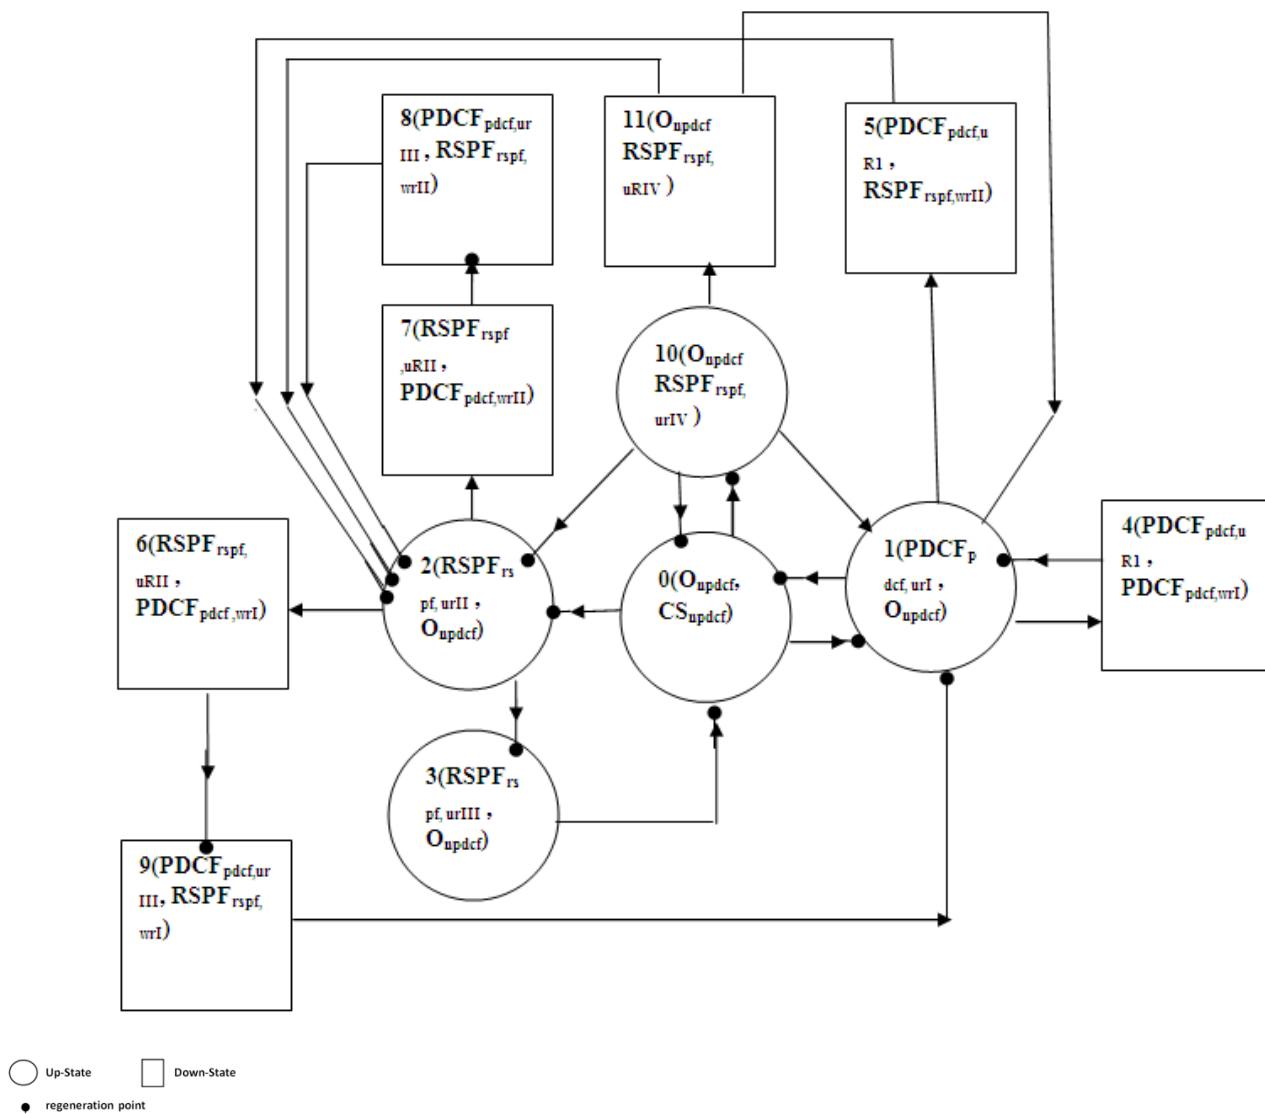 8(PDCFpdcf,ur
III, RSPFrspf,
wrII)
11(Oupdcf
RSPFrspf,
uRIV )
5(PDCFpdcf,u
R1,
RSPFrspf,wrII)
7(RSPFrspf
,uRII,
PDCFpdcf,wrII)
10(Oupdcf
RSPFrspf,
urIV )
6(RSPFrspf,
uRII,
PDCFpdcf,wrI)
2(RSPFrs
pf, urII,
Oupdcf)
0(Oupdcf,
CSupdcf)
1(PDCFp
dcf, urI,
Oupdcf)
4(PDCFpdcf,u
R1,
PDCFpdcf,wrI)
3(RSPFrs
pf, urIII,
Oupdcf)
9(PDCFpdcf,ur
III, RSPFrspf,
wrI)
Up-State
Down-State
regeneration point